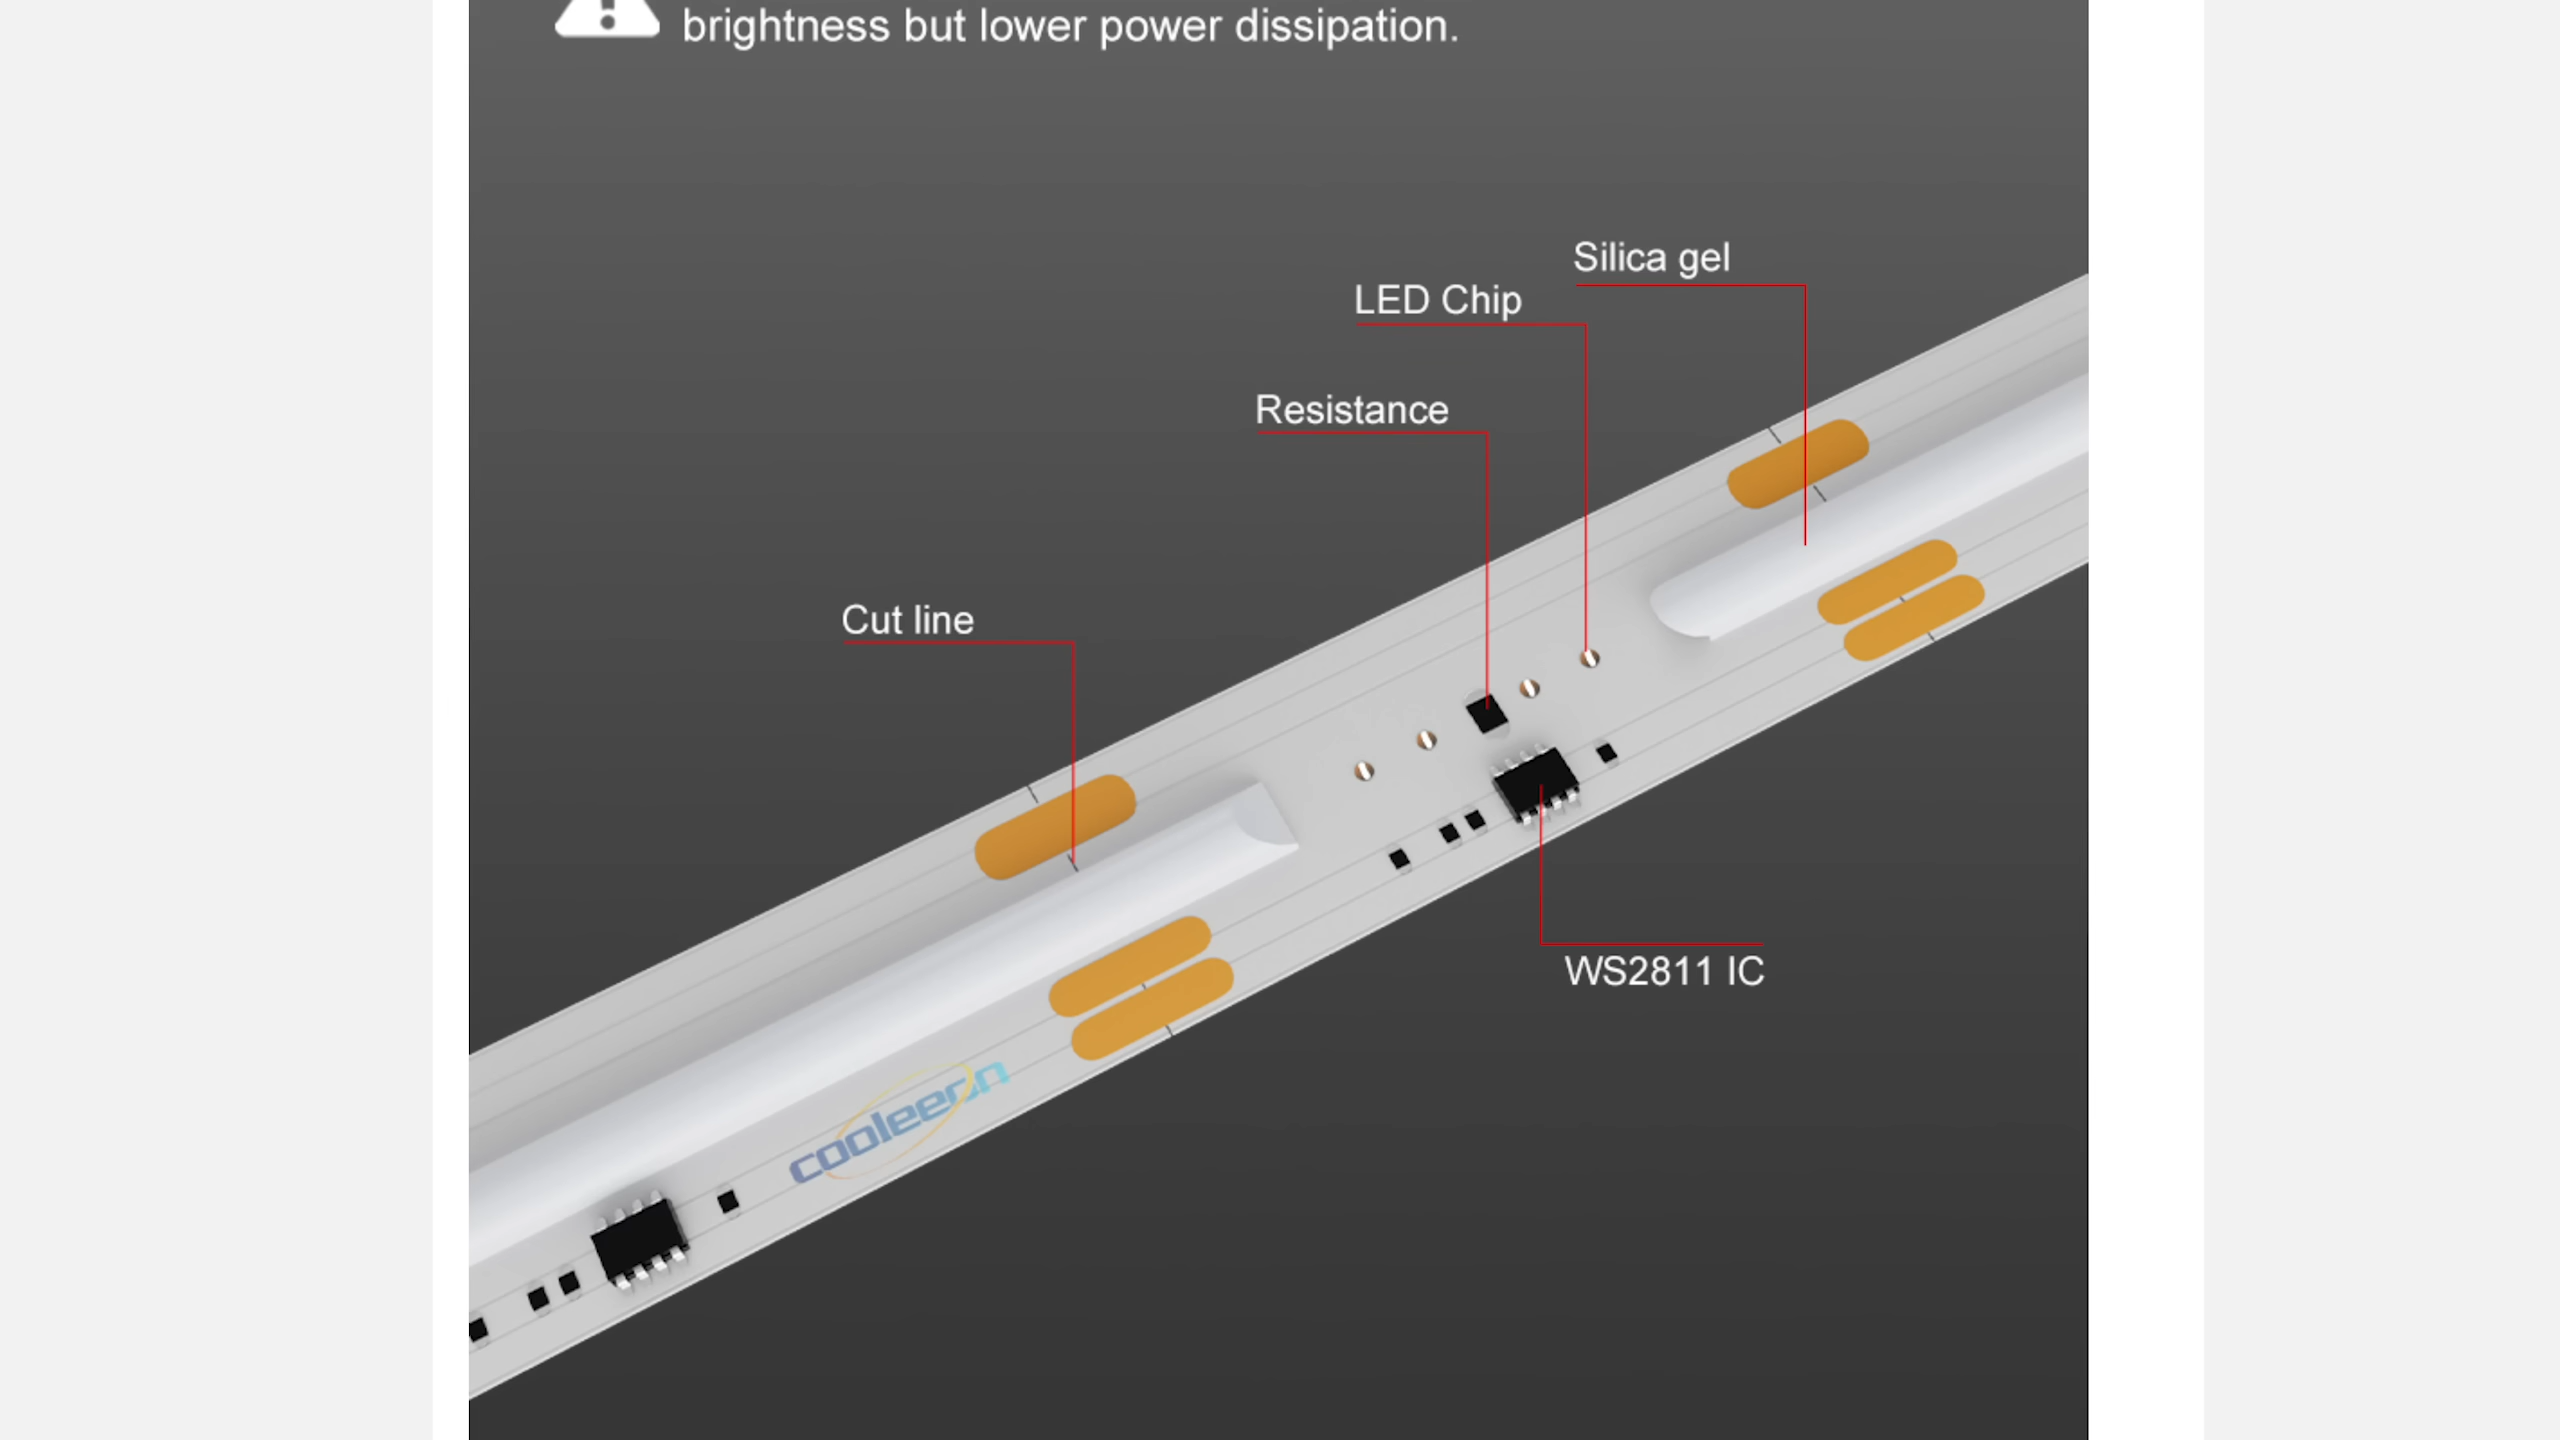 brightness but lower power dissipation.
Silica gel
LED Chip
Resistance
Cut line
WS2811 IC
cooleeon